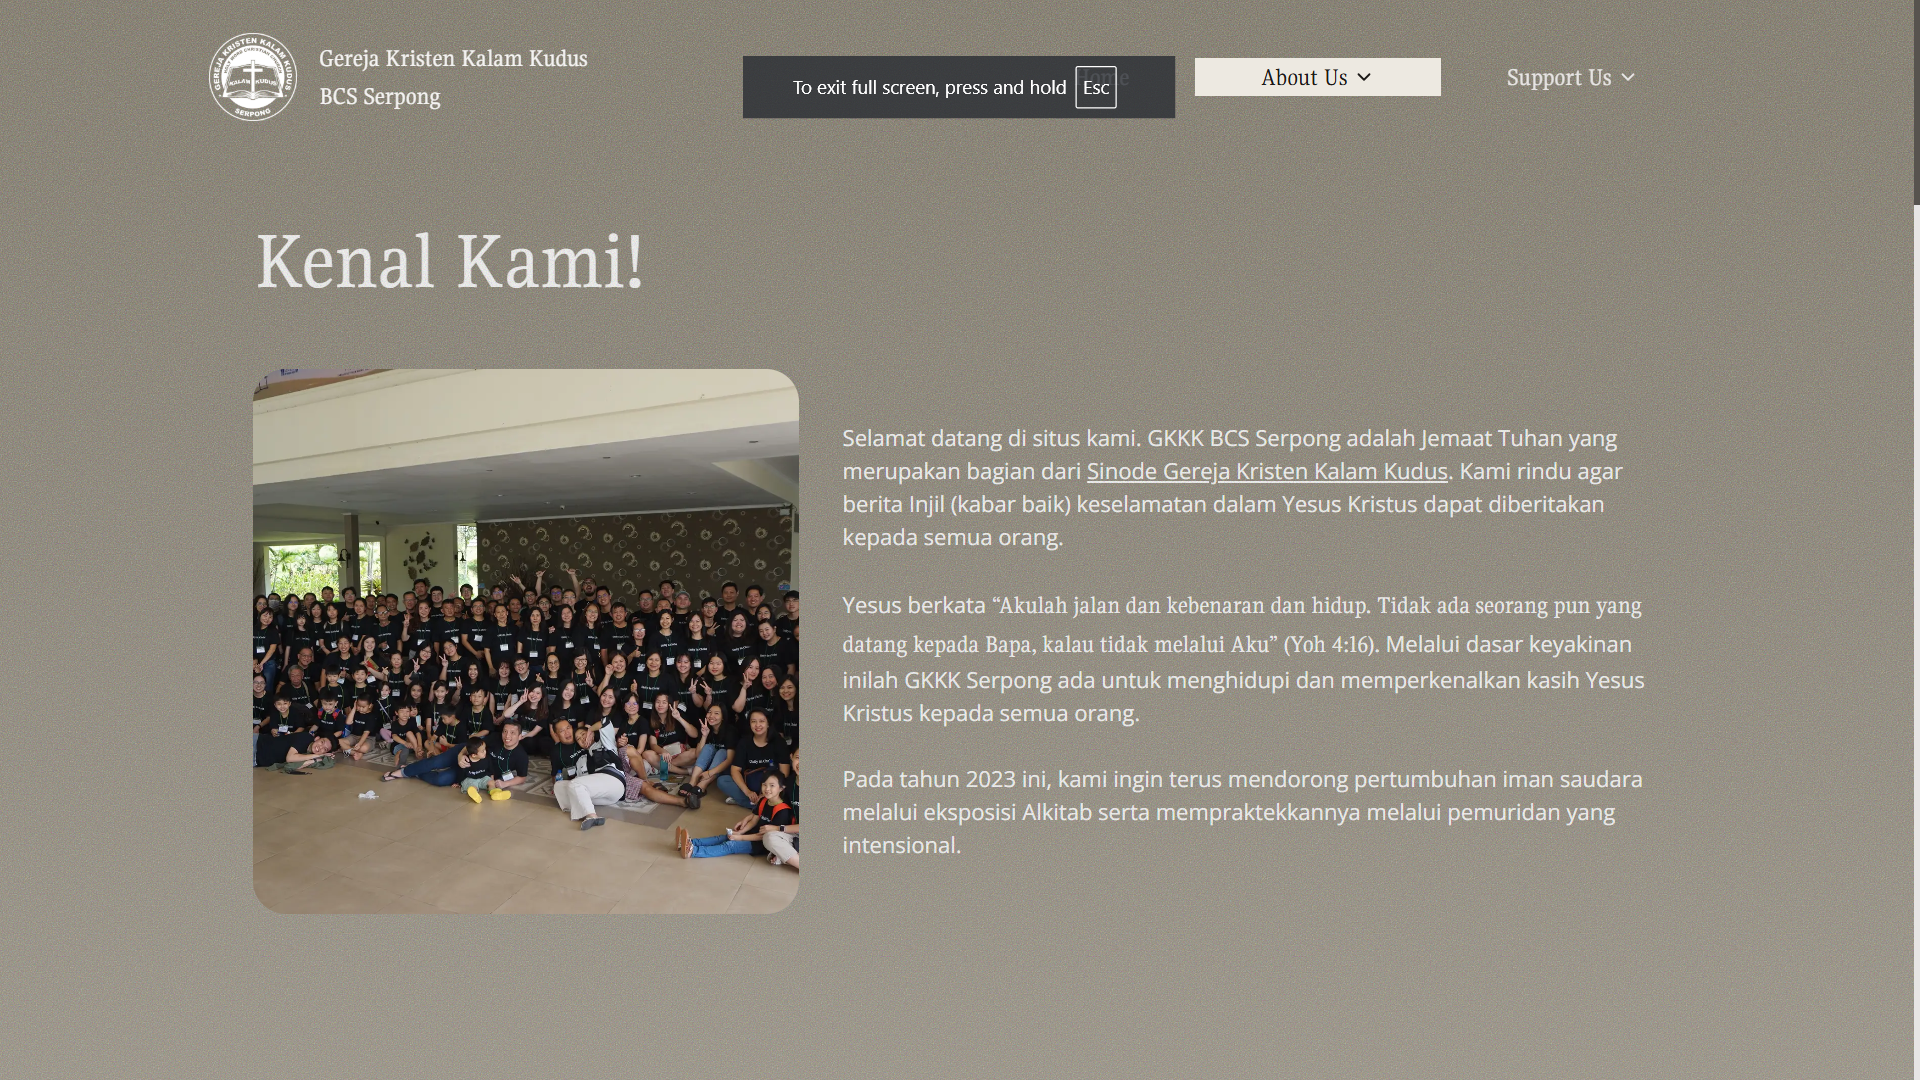 GEREJA KRISTEN KALAM KUDUS
KALAM KUDUS
SERPONG
Gereja Kristen Kalam Kudus
BCS Serpong
To exit full screen, press and hold Esc
Home
About Us
Support Us
Kenal Kami!
Selamat datang di situs kami. GKKK BCS Serpong adalah Jemaat Tuhan yang
merupakan bagian dari Sinode Gereja Kristen Kalam Kudus. Kami rindu agar
berita Injil (kabar baik) keselamatan dalam Yesus Kristus dapat diberitakan
kepada semua orang.
Yesus berkata “Akulah jalan dan kebenaran dan hidup. Tidak ada seorang pun yang
datang kepada Bapa, kalau tidak melalui Aku” (Yoh 4:16). Melalui dasar keyakinan
inilah GKKK Serpong ada untuk menghidupi dan memperkenalkan kasih Yesus
Kristus kepada semua orang.
Pada tahun 2023 ini, kami ingin terus mendorong pertumbuhan iman saudara
melalui eksposisi Alkitab serta mempraktekkannya melalui pemuridan yang
intensional.